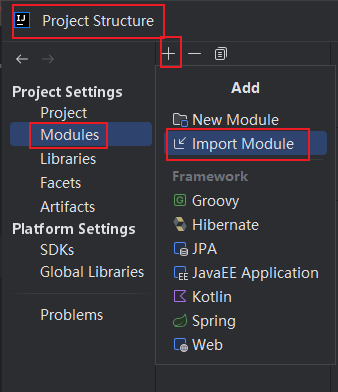 IJ
Project Structure
Project Settings
Project
Modules
Libraries
Facets
Artifacts
Platform Settings
SDKs
Global Libraries
Problems
Add
New Module
Import Module
Framework
Groovy
Hibernate
JPA
JavaEE Application
Kotlin
Spring
Web